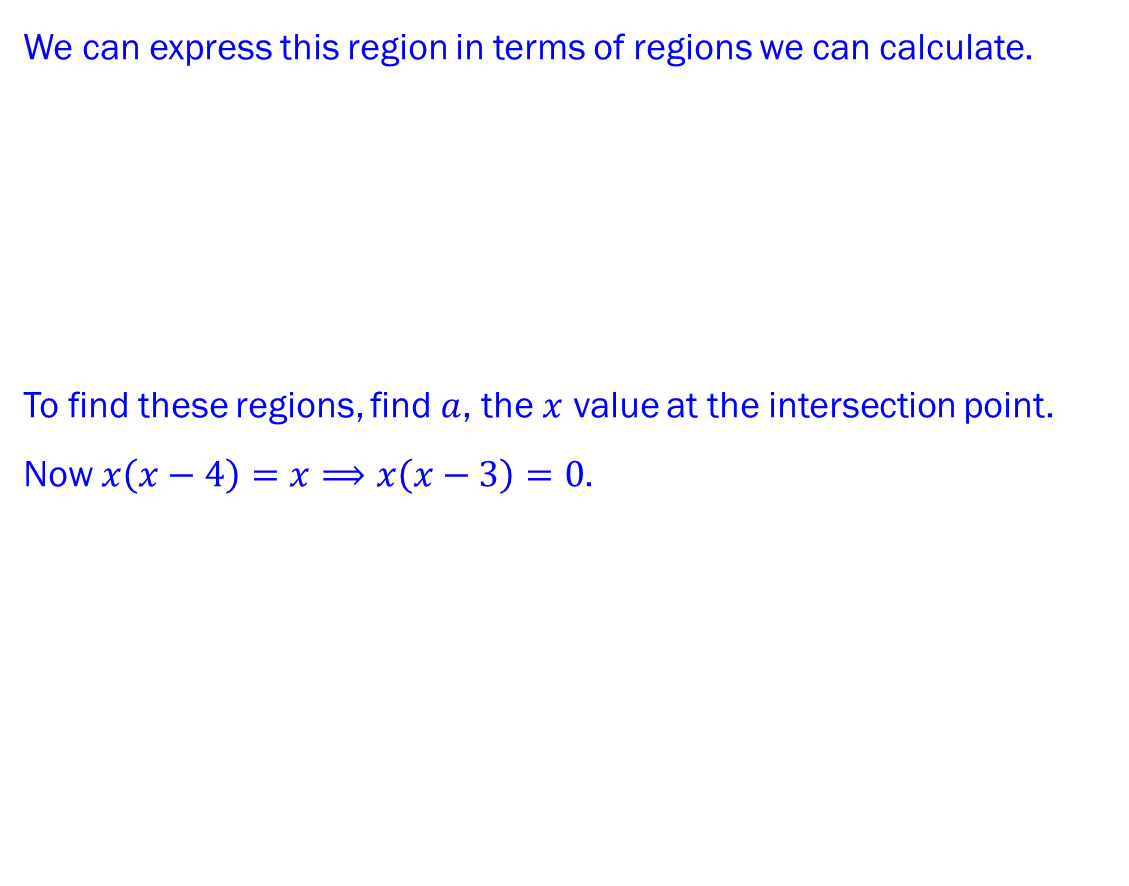 We can express this region in terms of regions we can calculate.
To find these regions, find 𝑎, the 𝑥 value at the intersection point.
Now 𝑥(𝑥 − 4) = 𝑥 ⟹ 𝑥(𝑥 − 3) = 0.